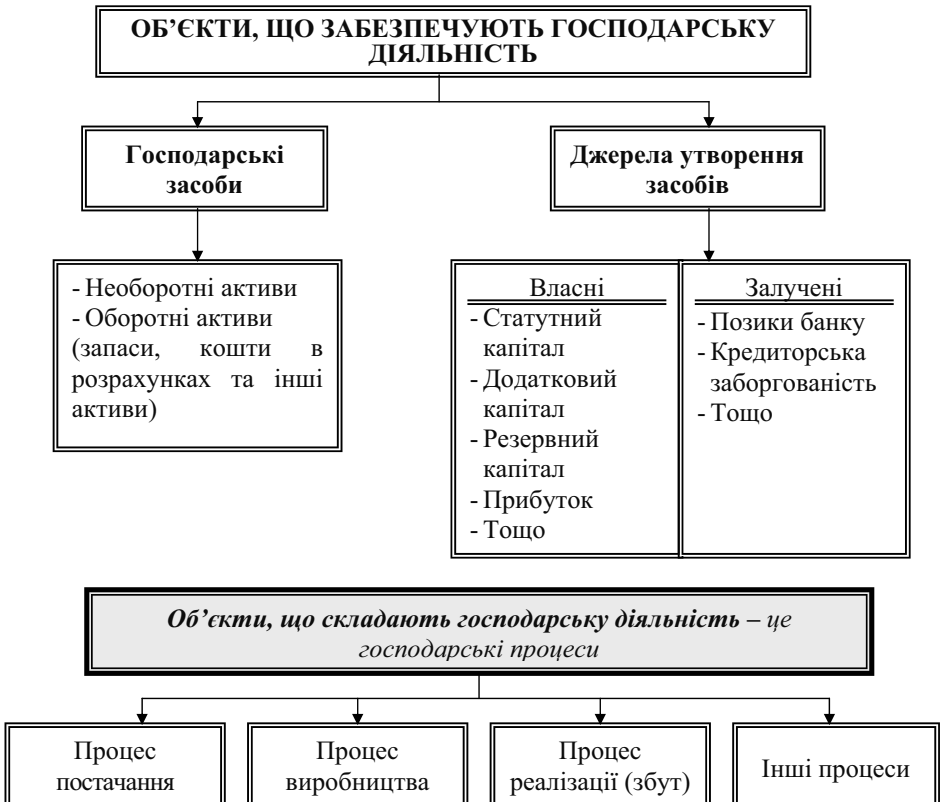 ОБ’ЄКТИ, ЩО ЗАБЕЗПЕЧУЮТЬ ГОСПОДАРСЬКУ
ДІЯЛЬНІСТЬ
Господарські
засоби
Джерела утворення
засобів
- Необоротні активи
- Оборотні активи
(запаси, кошти в
розрахунках та інші
активи)
Власні
- Статутний
капітал
- Додатковий
капітал
- Резервний
капітал
- Прибуток
- Тощо
Залучені
- Позики банку
- Кредиторська
заборгованість
- Тощо
Об’єкти, що складають господарську діяльність – це
господарські процеси
Процес
постачання
Процес
виробництва
Процес
реалізації (збут)
Інші процеси